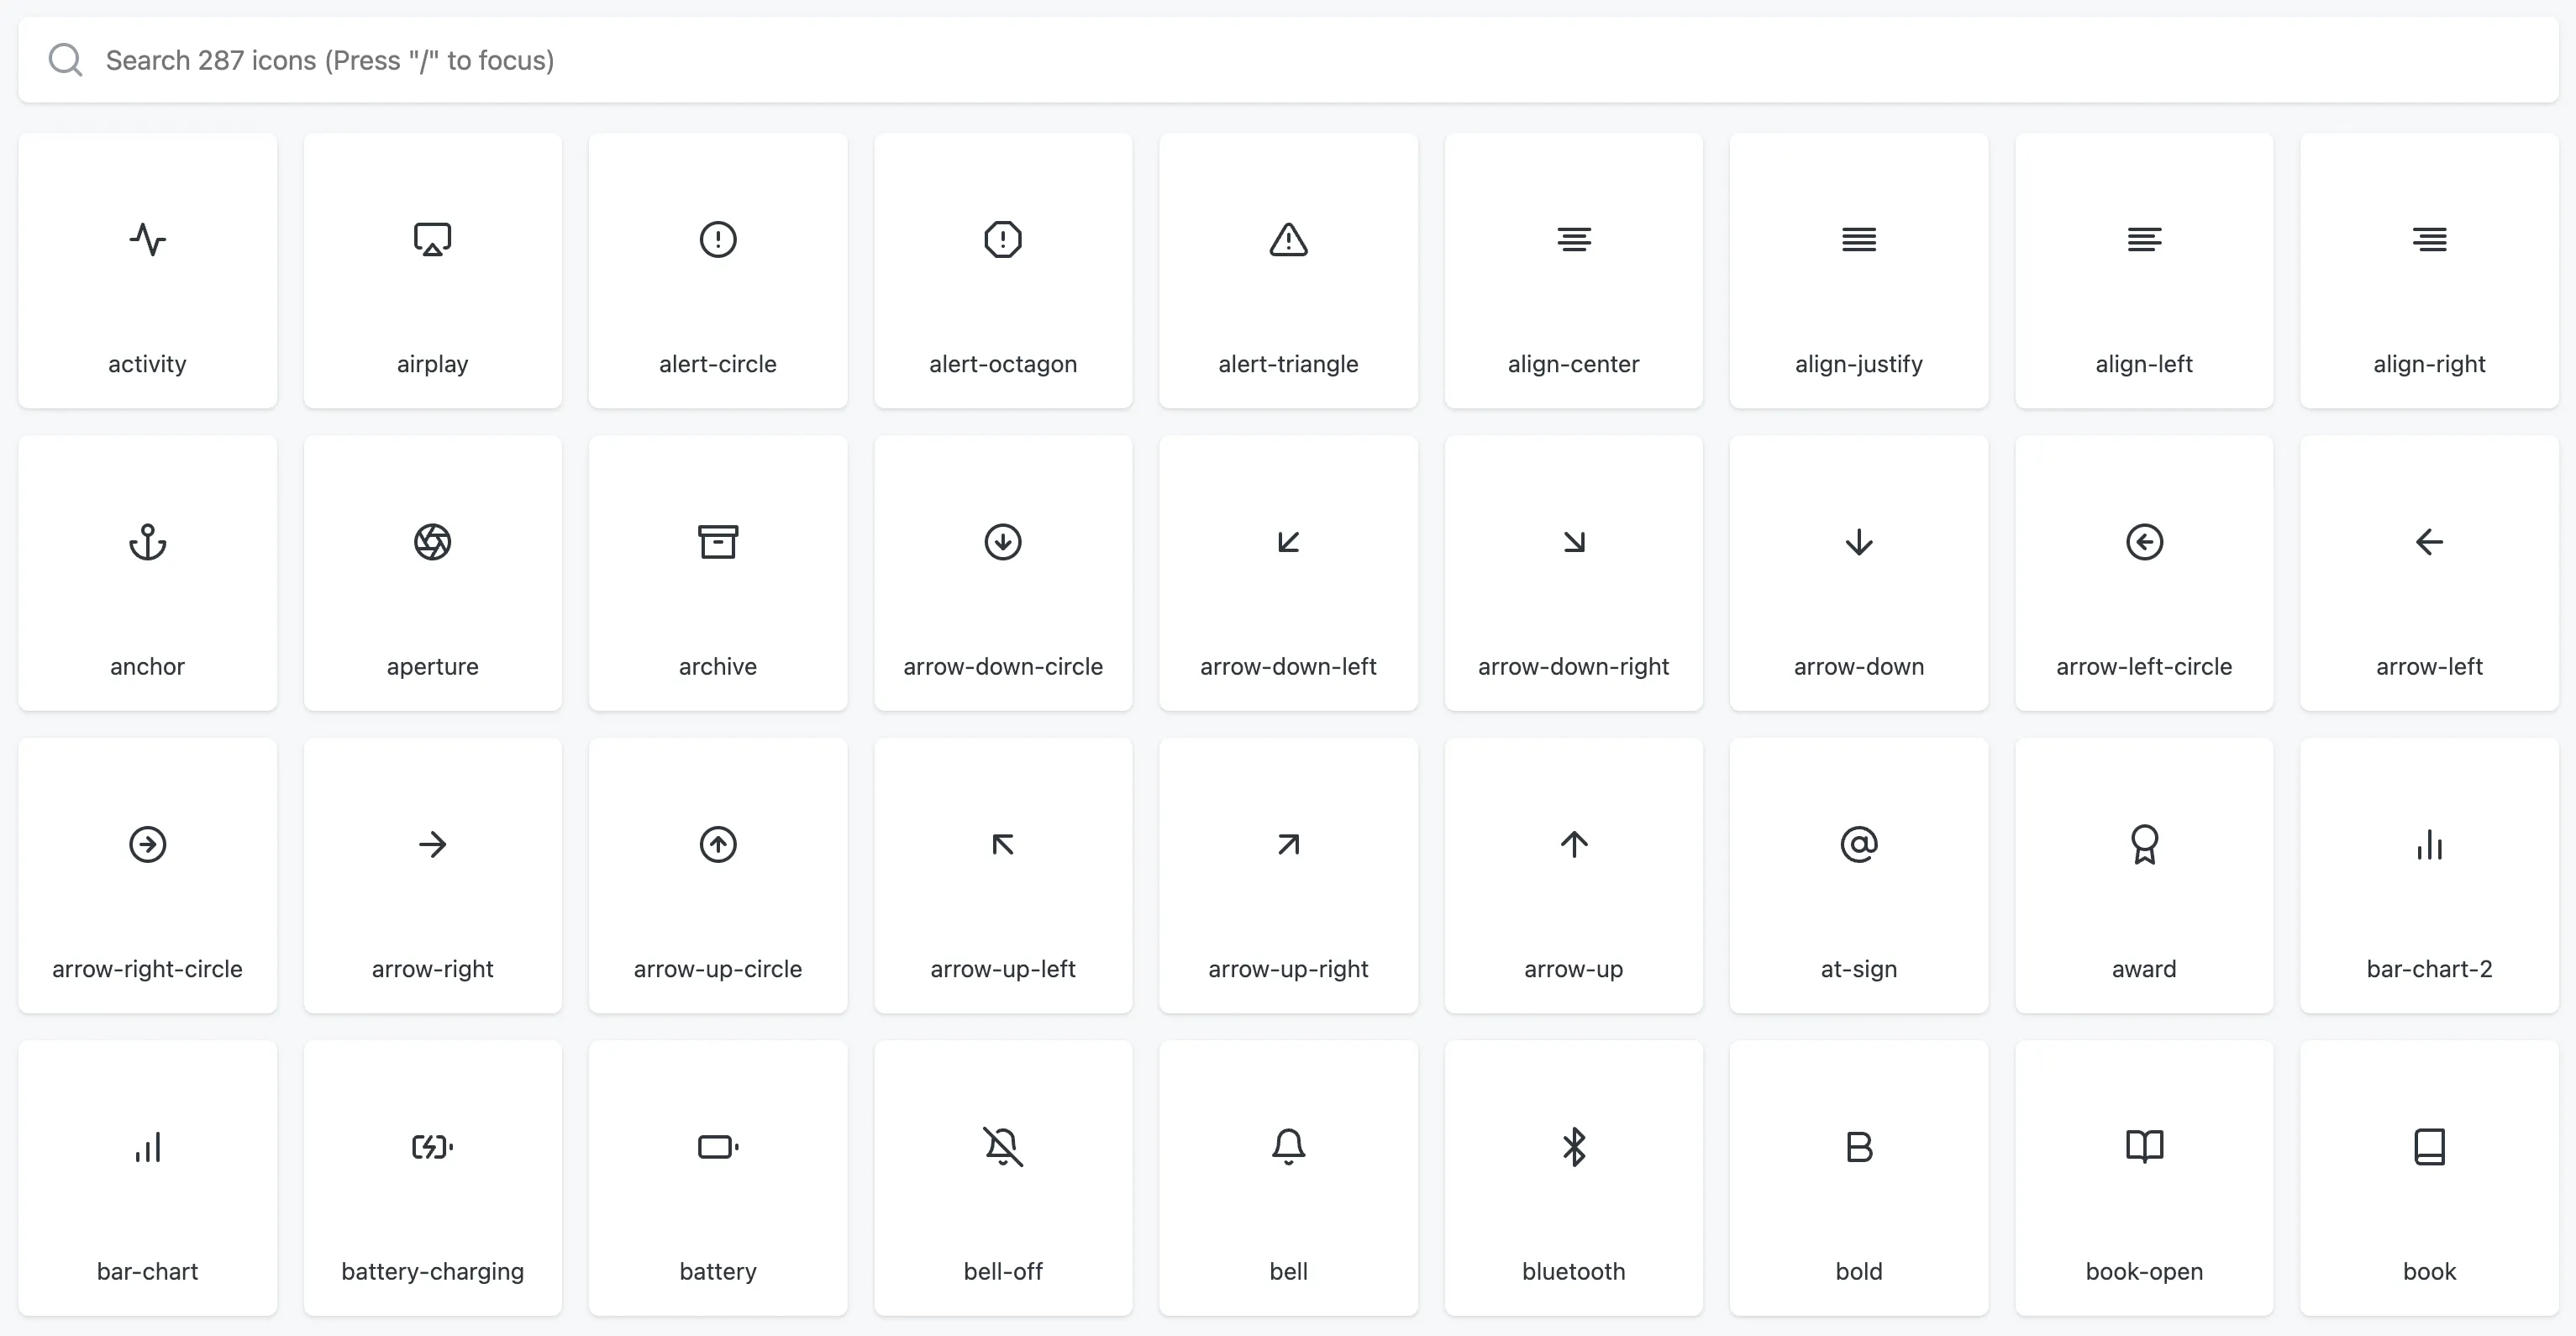 Search 287 icons (Press "/" to focus)
activity
airplay
alert-circle
alert-octagon
alert-triangle
align-center
align-justify
align-left
align-right
anchor
aperture
archive
arrow-down-circle
arrow-down-left
arrow-down-right
arrow-down
arrow-left-circle
arrow-left
arrow-right-circle
arrow-right
arrow-up-circle
arrow-up-left
arrow-up-right
arrow-up
at-sign
award
bar-chart-2
bar-chart
battery-charging
battery
bell-off
bell
bluetooth
bold
book-open
book